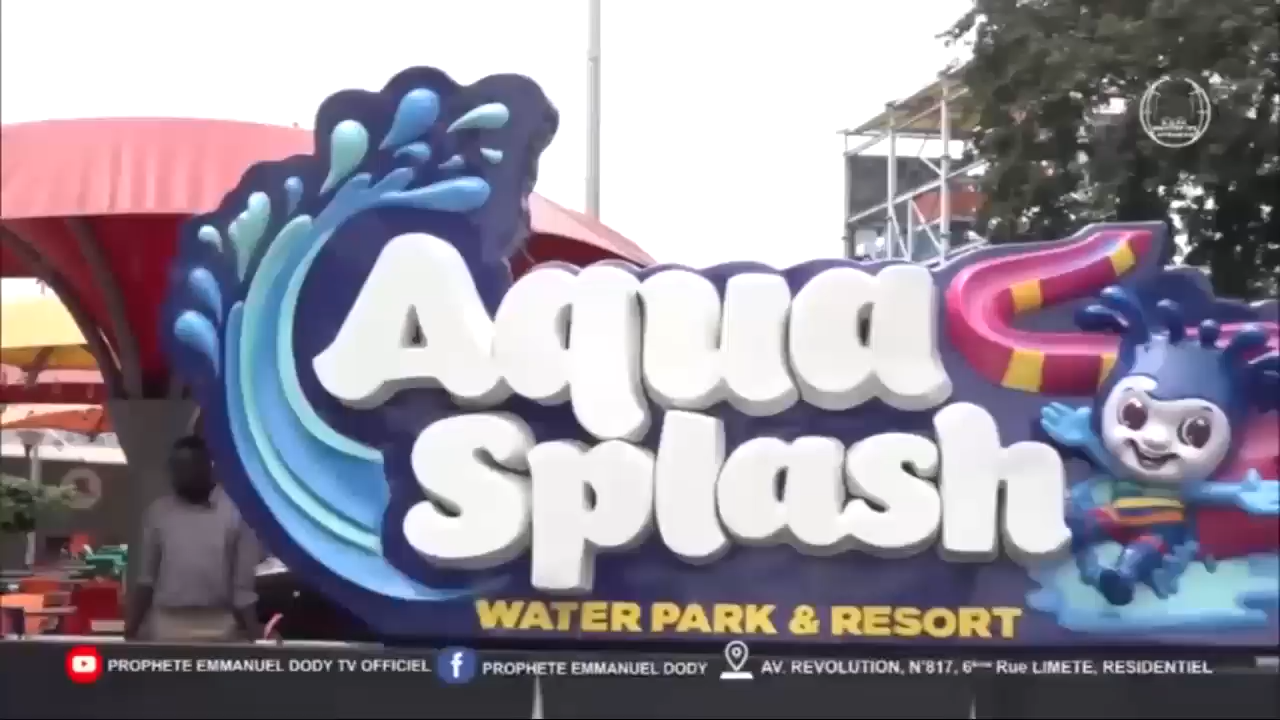 Aqua
Splash
WATER PARK & RESORT
PROPHETE EMMANUEL DODY TV OFFICIEL PROPHETE EMMANUEL DODY AV. REVOLUTION, N°817, 6ème Rue LIMETE, RESIDENTIEL